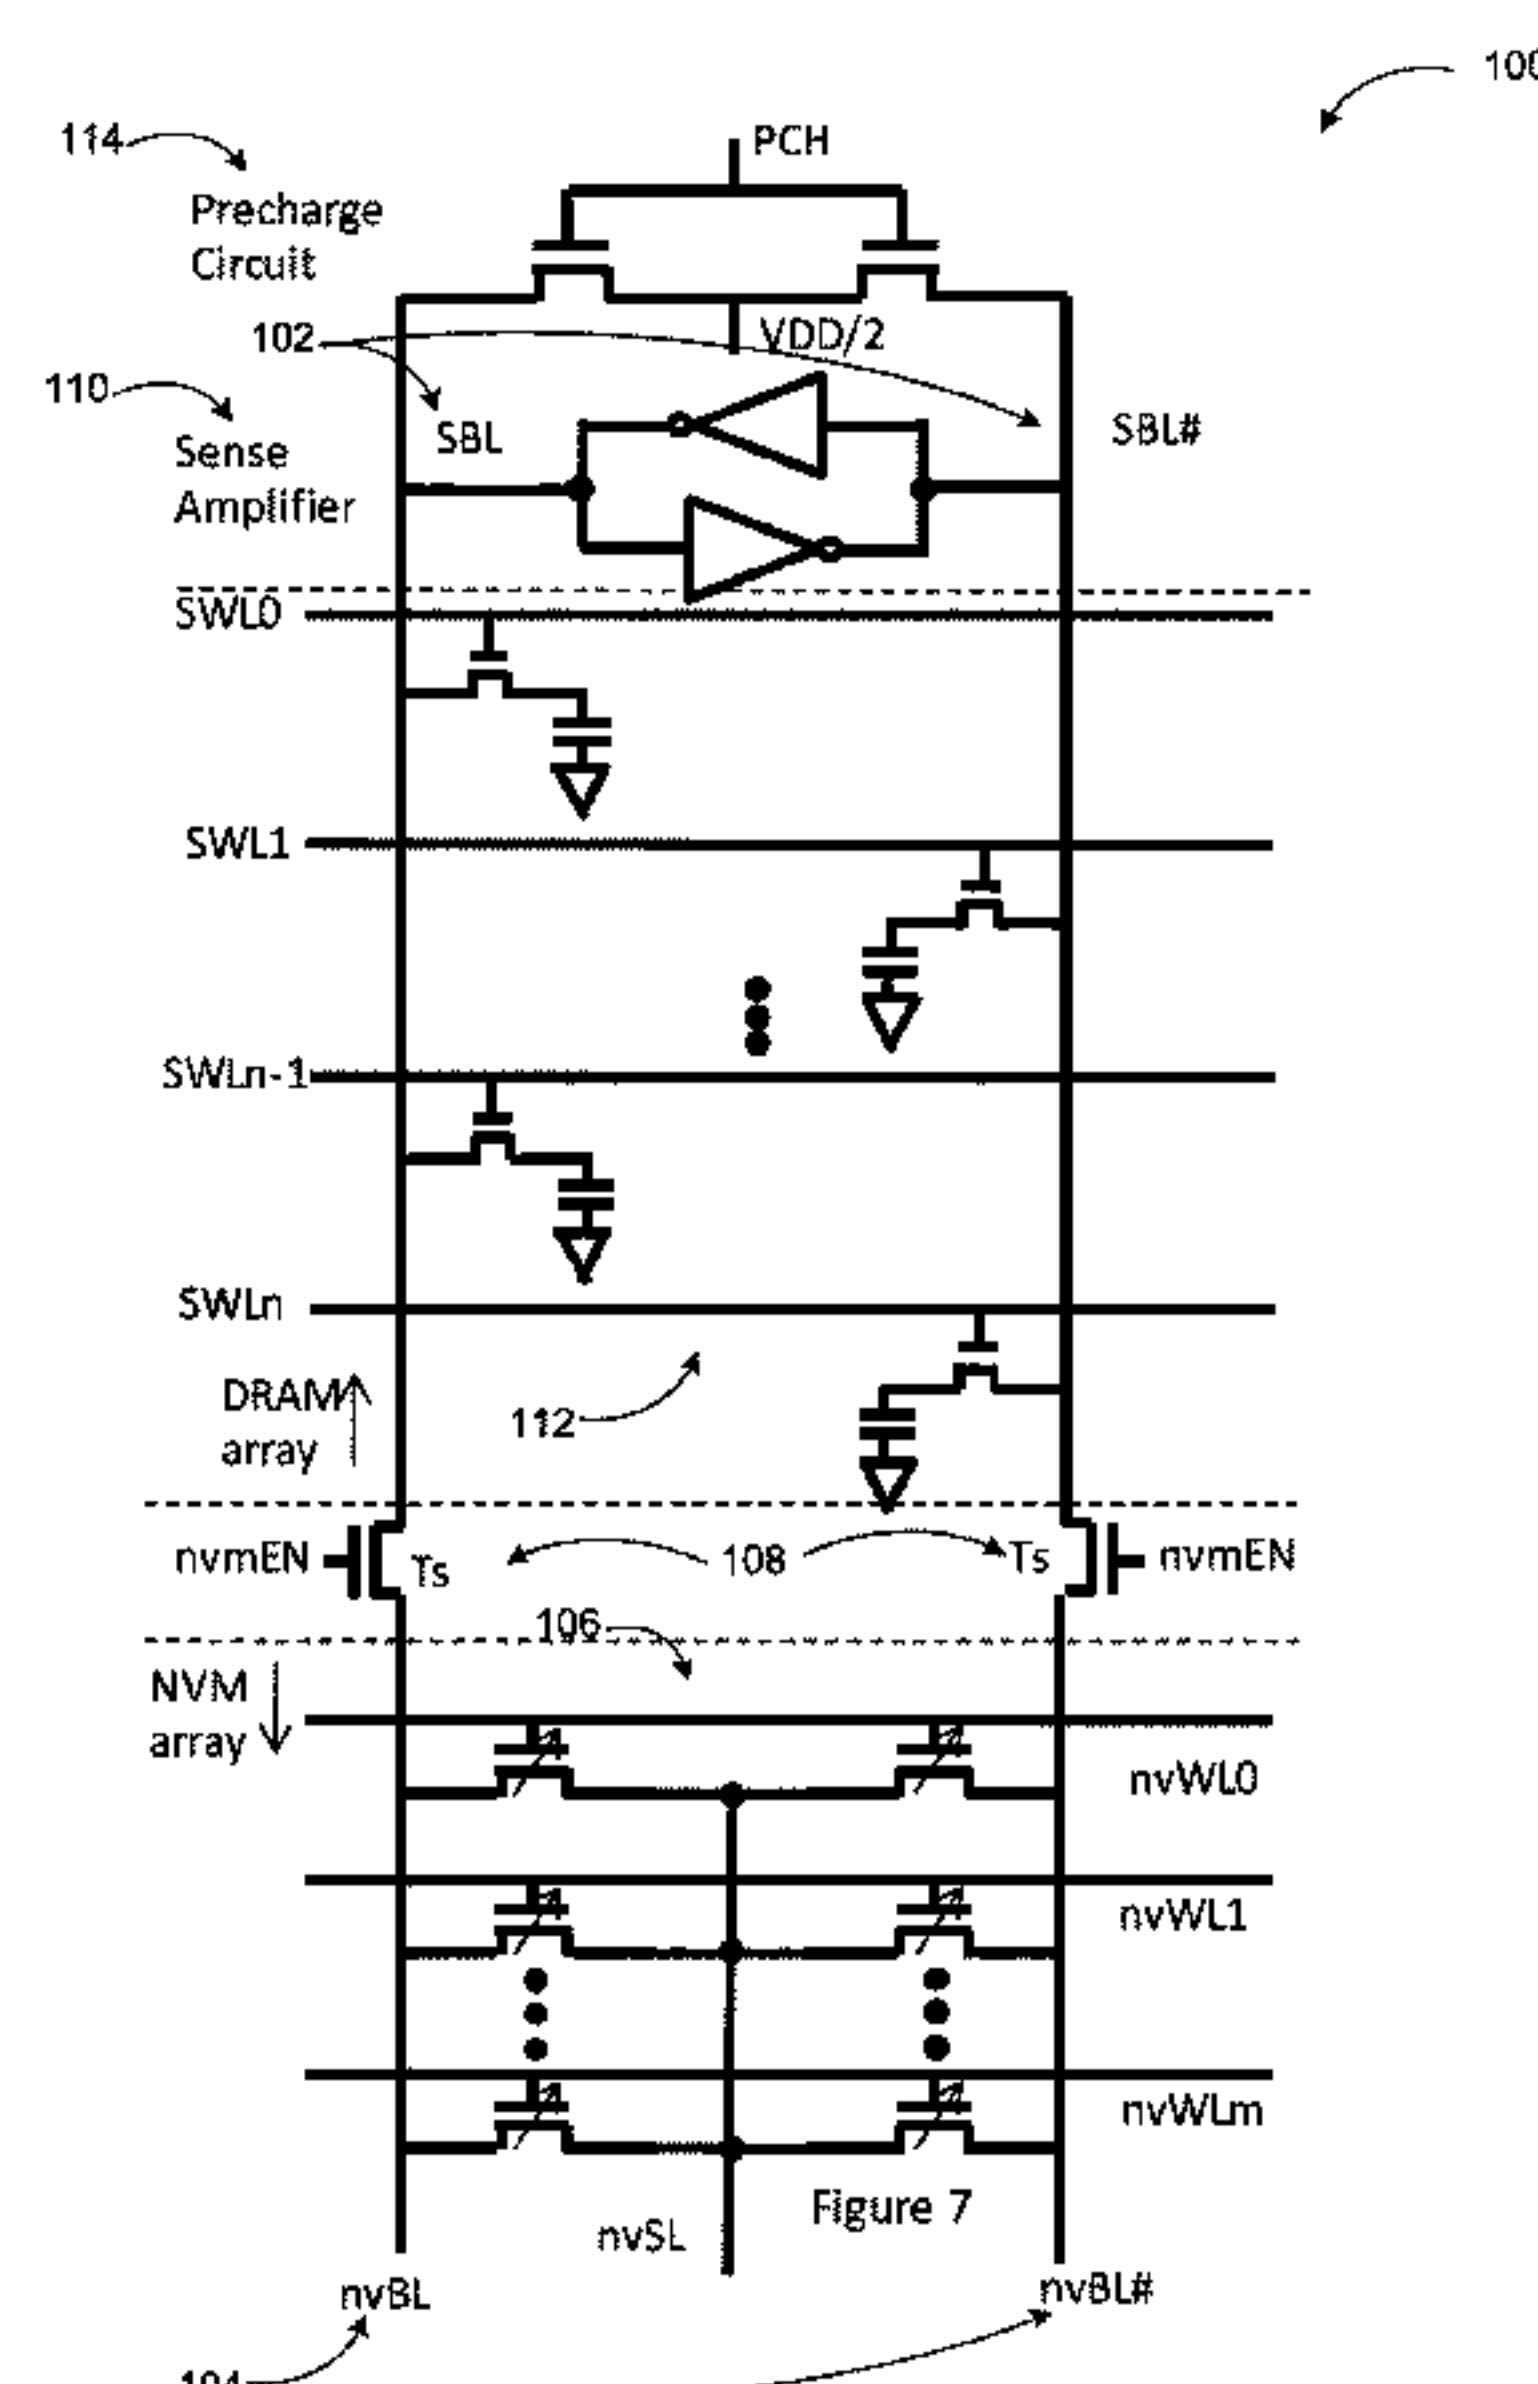 100
114
PCH
Precharge
Circuit
102
VDD/2
110
SBL
SBL#
Sense
Amplifier
SWL0
SWL1
SWLn-1
SWLn
DRAM
array
112
nvmEN
Ts
108
Ts
nvmEN
106
NVM
array
nvWL0
nvWL1
nvWLm
Figure 7
nvSL
nvBL
nvBL#
104